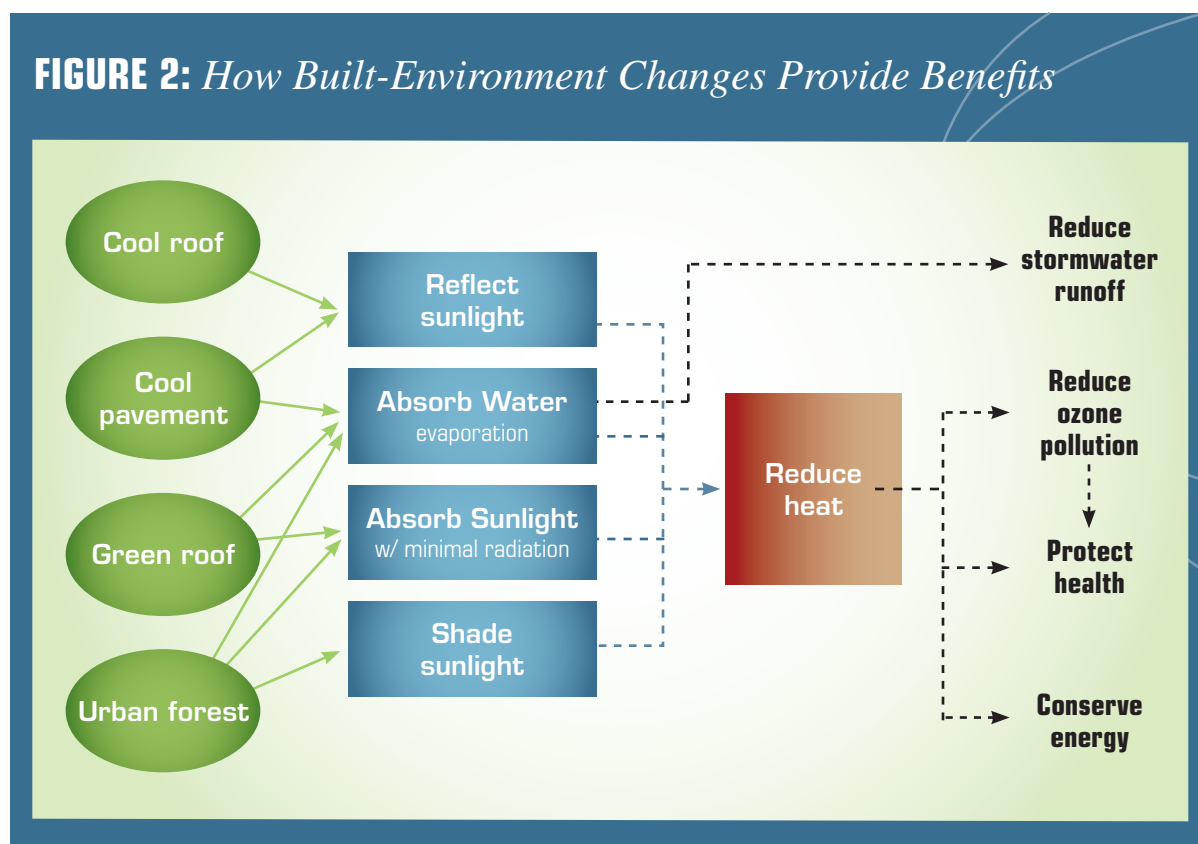 FIGURE 2: How Built-Environment Changes Provide Benefits
Cool roof
Cool
pavement
Green roof
Urban forest
Reflect
sunlight
Absorb Water
evaporation
Absorb Sunlight
w/ minimal radiation
Shade
sunlight
Reduce
heat
Reduce
stormwater
runoff
Reduce
ozone
pollution
Protect
health
Conserve
energy